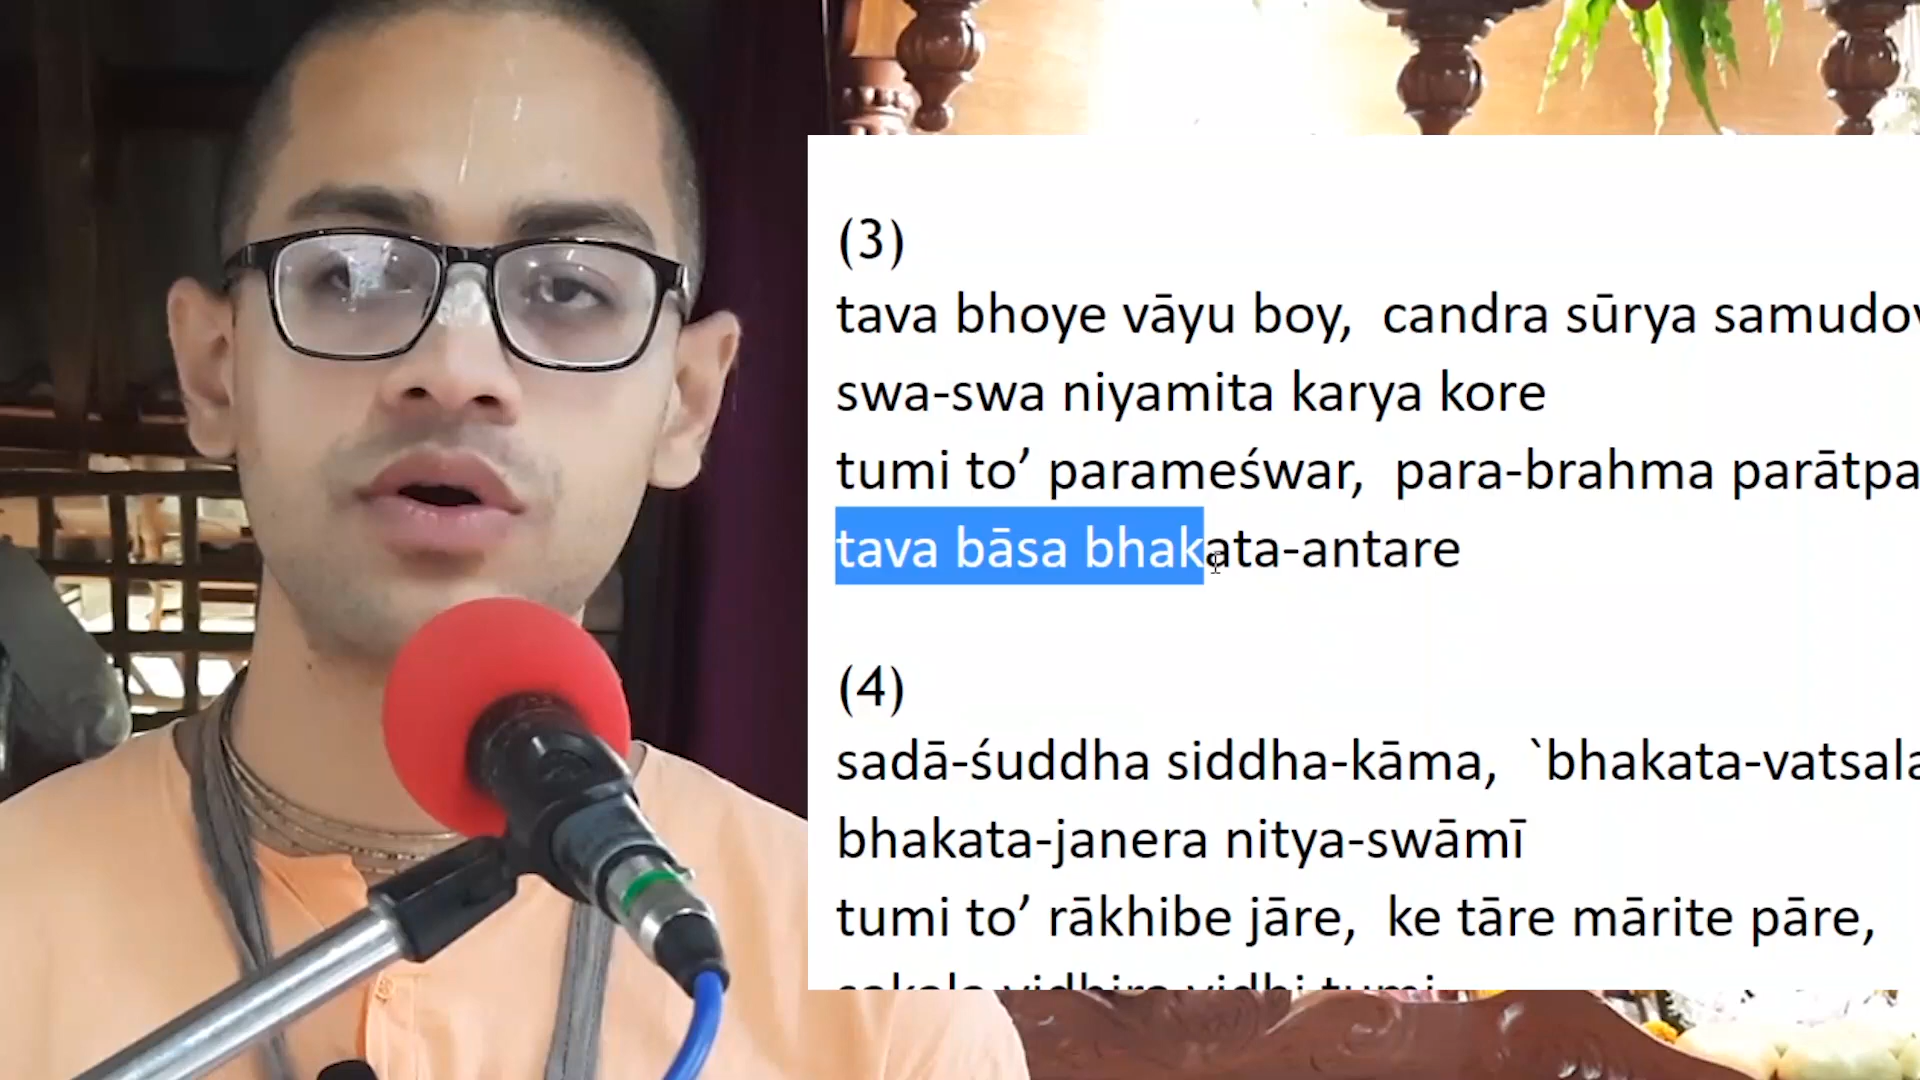 (3)
tava bhoye vāyu boy, candra sūrya
swa-swa niyamita karya kore
tumi to’ parameśwar, para-brahma
tava bāsa bhakata-antare
(4)
sadā-śuddha siddha-kāma, `bhakata-vatsala
bhakata-janera nitya-swāmī
tumi to’ rākhibe jāre, ke tāre mārite pāre,